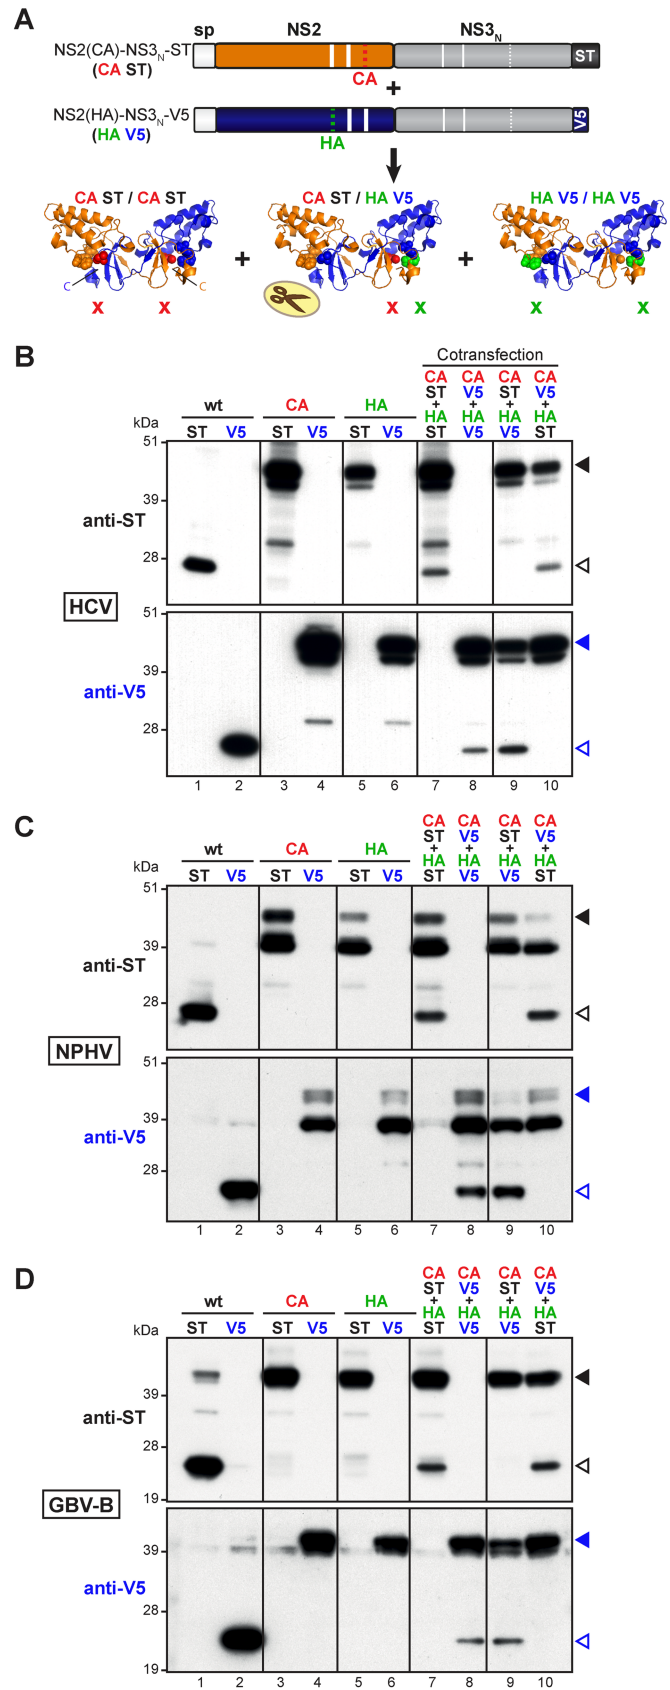 A
sp NS2 NS3N
NS2(CA)-NS3N-ST
(CA ST)
ST
CA
+
NS2(HA)-NS3N-V5
(HA V5)
V5
HA
CA ST / CA ST
CA ST / HA V5
HA V5 / HA V5
+ +
C C
x x x x x x
B
Cotransfection
CA CA CA CA
ST V5 ST V5
+ + + +
wt CA HA HA HA HA HA
kDa ST V5 ST V5 ST V5 ST V5 V5 ST
51
39
anti-ST
28
HCV
51
39
anti-V5
28
1 2 3 4 5 6 7 8 9 10
C
CA CA CA CA
ST V5 ST V5
+ + + +
wt CA HA HA HA HA HA
kDa ST V5 ST V5 ST V5 ST V5 V5 ST
51
39
anti-ST
28
NPHV
51
39
anti-V5
28
1 2 3 4 5 6 7 8 9 10
D
CA CA CA CA
ST V5 ST V5
+ + + +
wt CA HA HA HA HA HA
kDa ST V5 ST V5 ST V5 ST V5 V5 ST
39
anti-ST
28
19
GBV-B
39
anti-V5
28
19
1 2 3 4 5 6 7 8 9 10